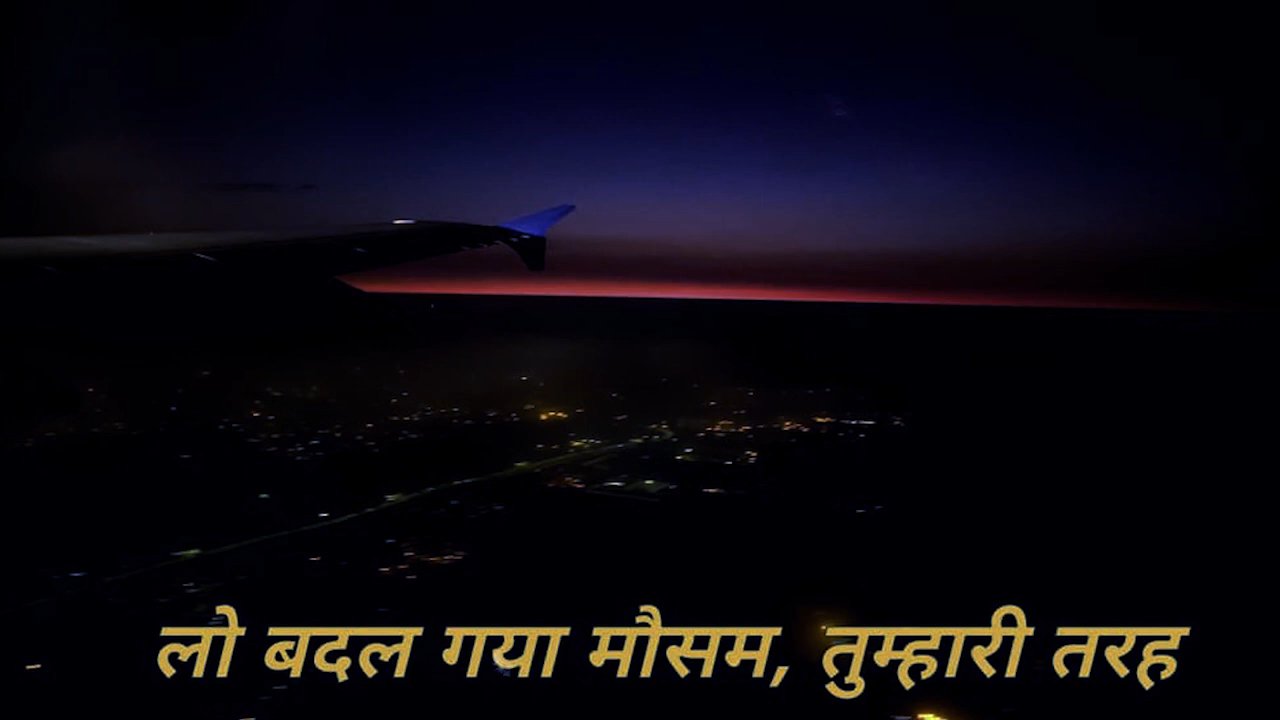 लो बदल गया मौसम, तुम्हारी तरह